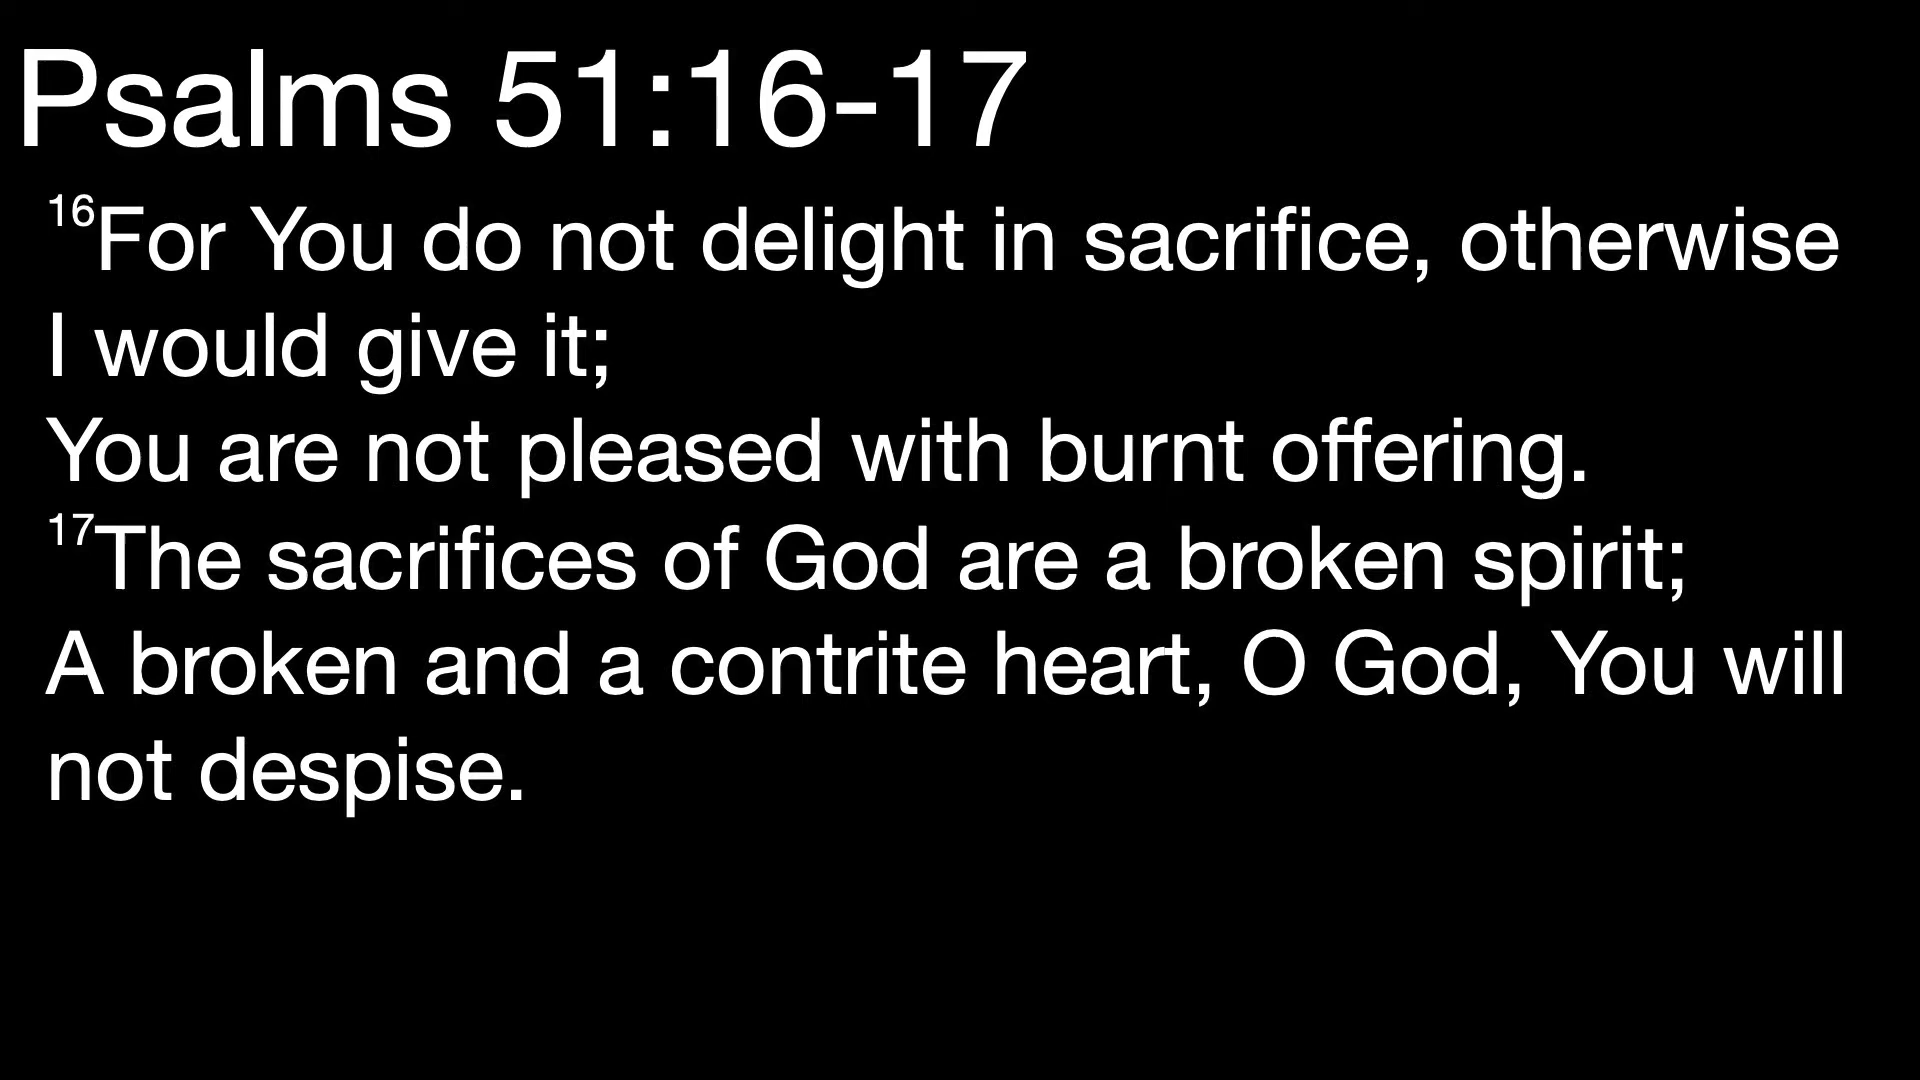 Psalms 51:16-17
16For You do not delight in sacrifice, otherwise
I would give it;
You are not pleased with burnt offering.
17The sacrifices of God are a broken spirit;
A broken and a contrite heart, O God, You will
not despise.